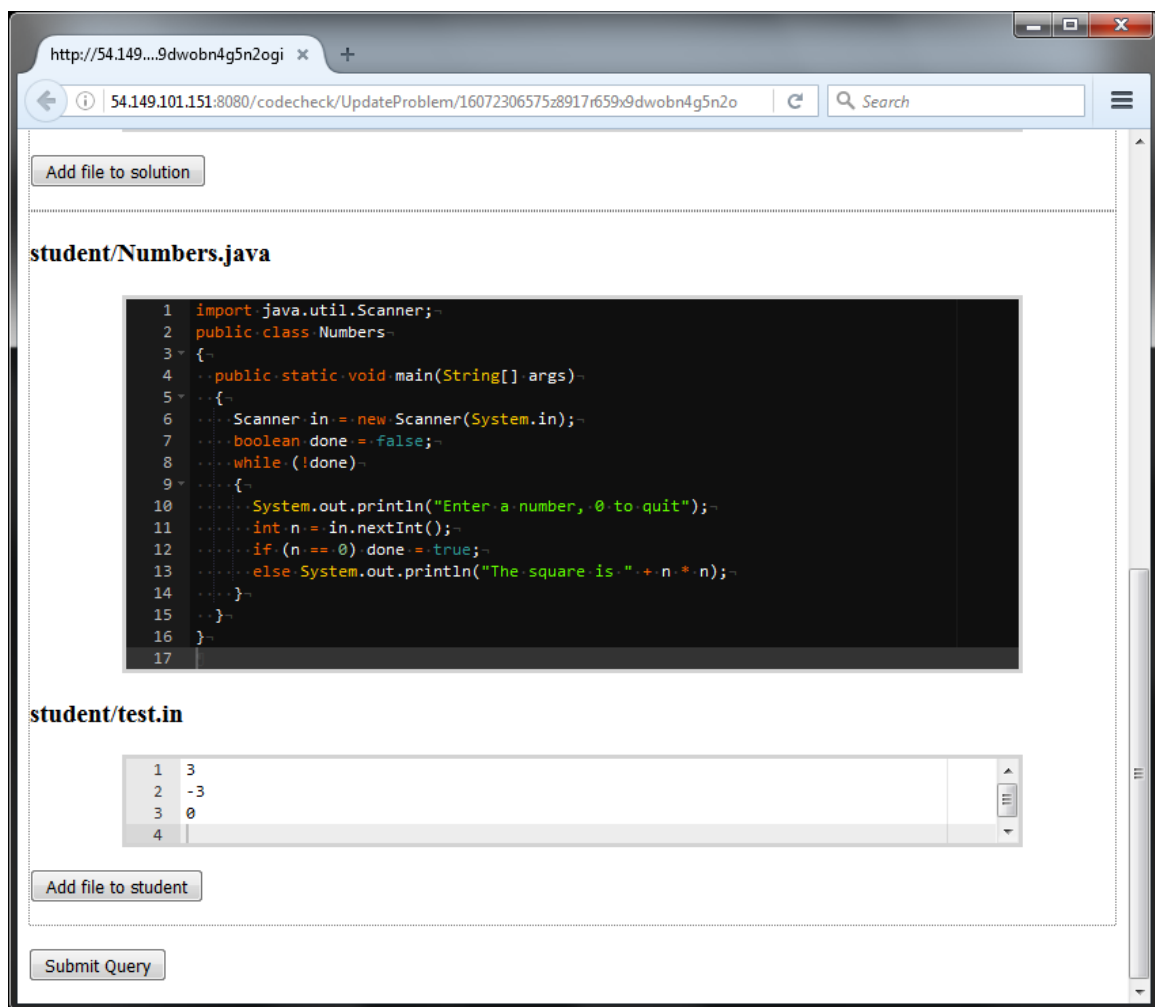 http://54.149....9dwobn4g5n2ogi
54.149.101.151:8080/codecheck/UpdateProblem/16072306575z8917r659x9dwobn4g5n2o
Search
Add file to solution
student/Numbers.java
1 import java.util.Scanner;
2 public class Numbers
3 {
4 public static void main(String[] args)
5 {
6 Scanner in = new Scanner(System.in);
7 boolean done = false;
8 while (!done)
9 {
10 System.out.println("Enter a number, 0 to quit");
11 int n = in.nextInt();
12 if (n == 0) done = true;
13 else System.out.println("The square is " + n * n);
14 }
15 }
16 }
17
student/test.in
1 3
2 -3
3 0
4
Add file to student
Submit Query